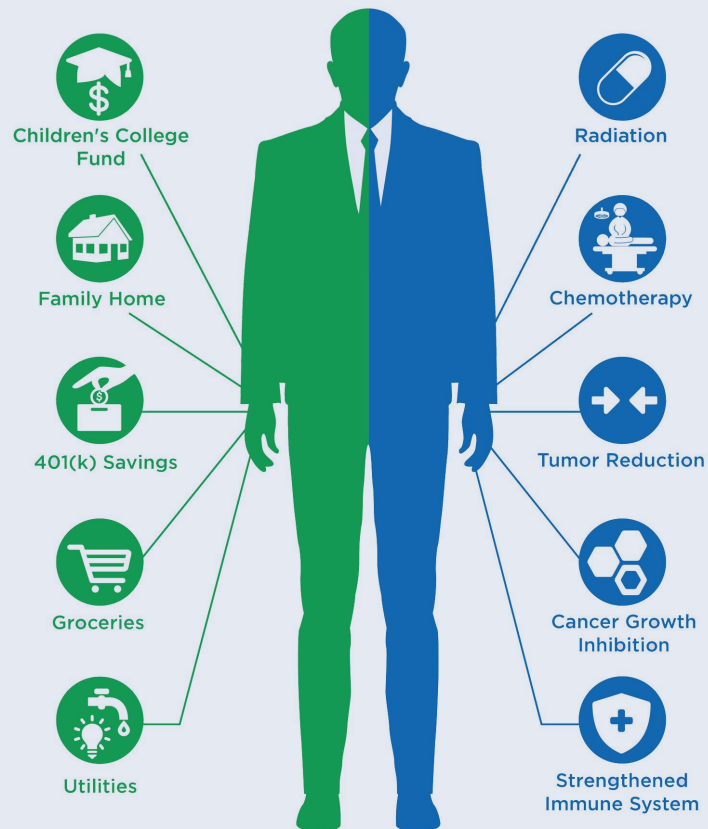 Children's College
Fund
Family Home
401(k) Savings
Groceries
Utilities
Radiation
Chemotherapy
Tumor Reduction
Cancer Growth
Inhibition
Strengthened
Immune System